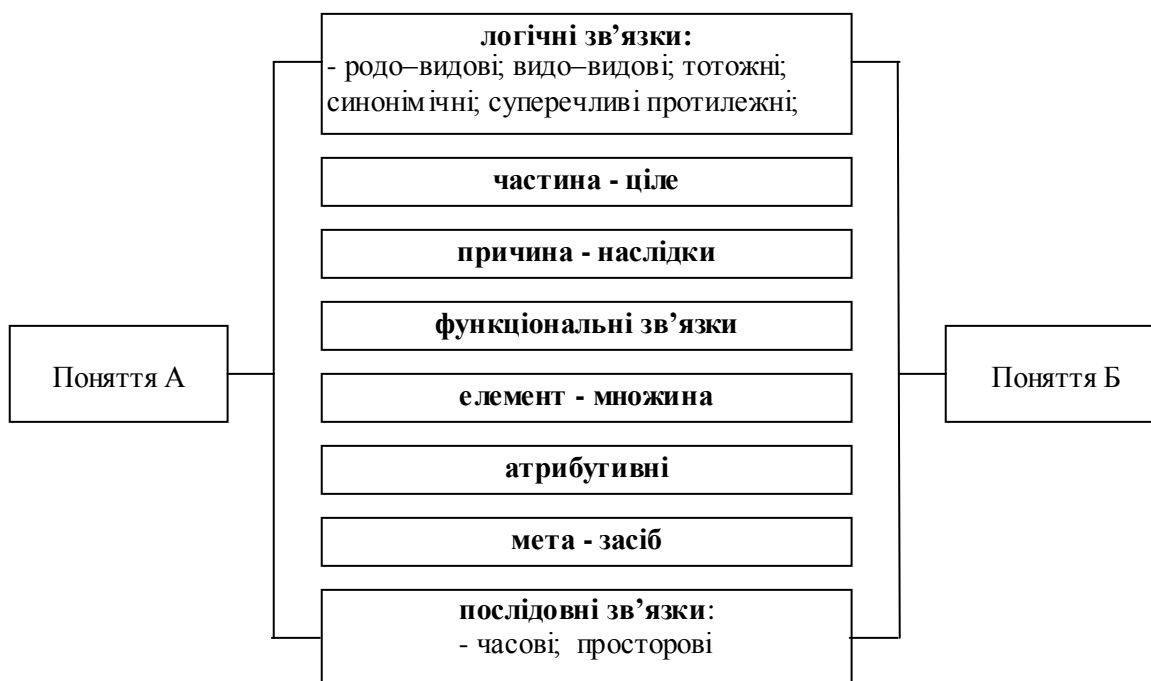 логічні зв'язки:
- родо–видові; видо–видові; тотожні;
синонімічні; суперечливі протилежні;
частина - ціле
причина - наслідки
функціональні зв'язки
Поняття А
Поняття Б
елемент - множина
атрибутивні
мета - засіб
послідовні зв’язки:
- часові; просторові